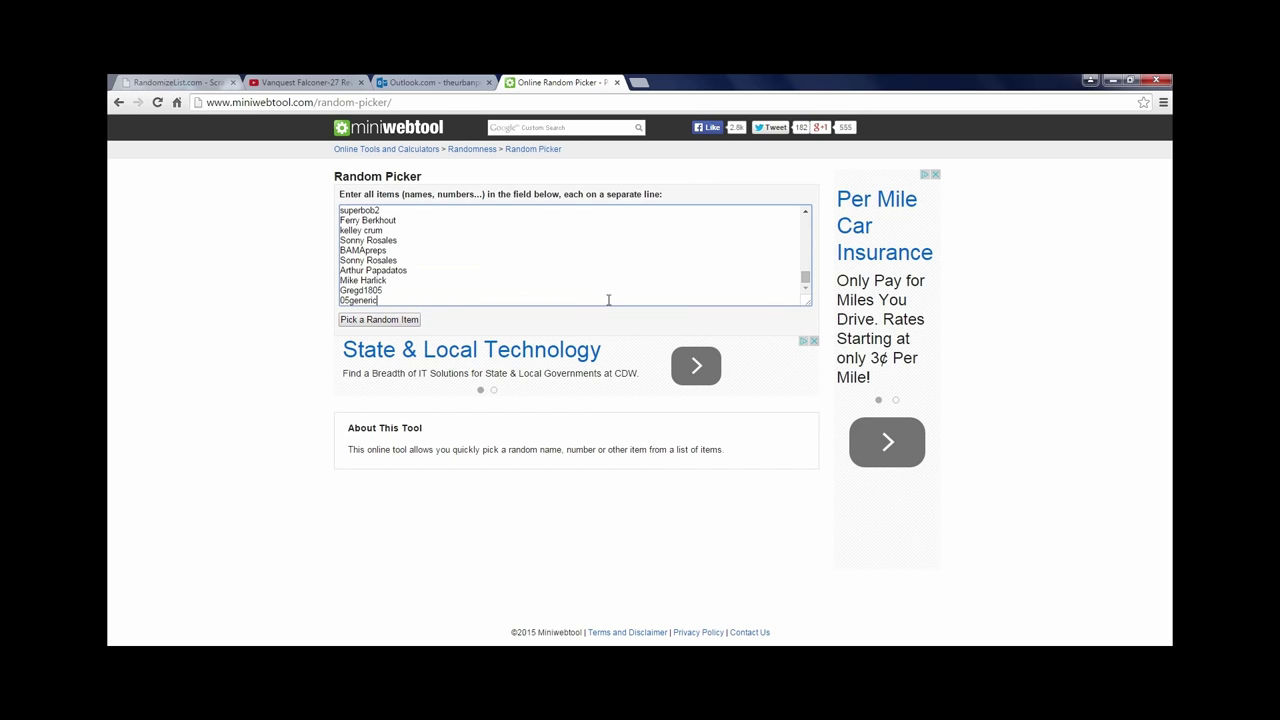 RandomizeList.com - Scre
Vanquest Falconer-27 Re
Outlook.com - theurbanp
Online Random Picker - P
www.miniwebtool.com/random-picker/
miniwebtool
Google Custom Search
Like 2.8k
Tweet 182
g+1 555
Online Tools and Calculators > Randomness > Random Picker
Random Picker
Enter all items (names, numbers...) in the field below, each on a separate line:
superbob2
Ferry Berkhout
kelley crum
Sonny Rosales
BAMApreps
Sonny Rosales
Arthur Papadatos
Mike Harlick
Gregd1805
05generic
Pick a Random Item
State & Local Technology
Find a Breadth of IT Solutions for State & Local Governments at CDW.
About This Tool
This online tool allows you quickly pick a random name, number or other item from a list of items.
Per Mile
Car
Insurance
Only Pay for
Miles You
Drive. Rates
Starting at
only 3¢ Per
Mile!
©2015 Miniwebtool | Terms and Disclaimer | Privacy Policy | Contact Us